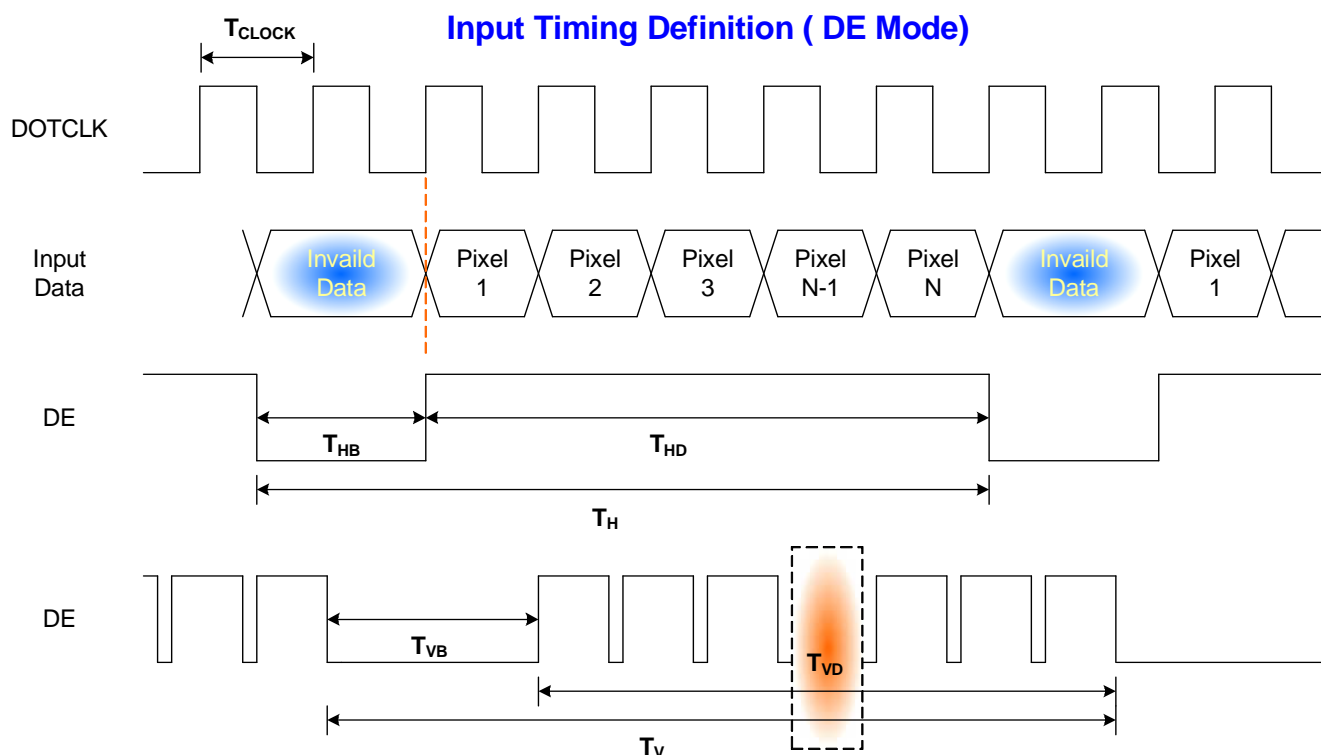 Input Timing Definition ( DE Mode)
TCLOCK
DOTCLK
Input
Data
Invaild
Data
Pixel
1
Pixel
2
Pixel
3
Pixel
N-1
Pixel
N
Invaild
Data
Pixel
1
DE
THB
THD
TH
DE
TVB
TVD
TV